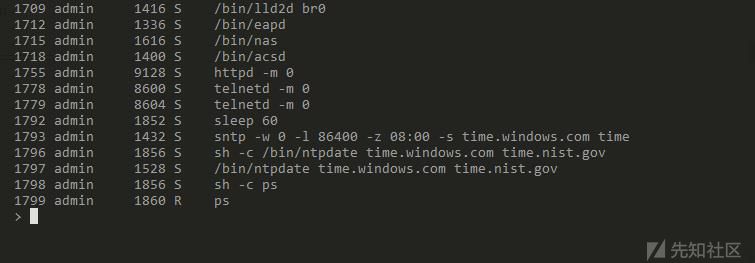 1709 admin 1416 S /bin/lld2d br0
1712 admin 1336 S /bin/eapd
1715 admin 1616 S /bin/nas
1718 admin 1400 S /bin/acsd
1755 admin 9128 S httpd -m 0
1778 admin 8600 S telnetd -m 0
1779 admin 8604 S telnetd -m 0
1792 admin 1852 S sleep 60
1793 admin 1432 S sntp -w 0 -l 86400 -z 08:00 -s time.windows.com time
1796 admin 1856 S sh -c /bin/ntpdate time.windows.com time.nist.gov
1797 admin 1528 S /bin/ntpdate time.windows.com time.nist.gov
1798 admin 1856 S sh -c ps
1799 admin 1860 R ps
>
先知社区